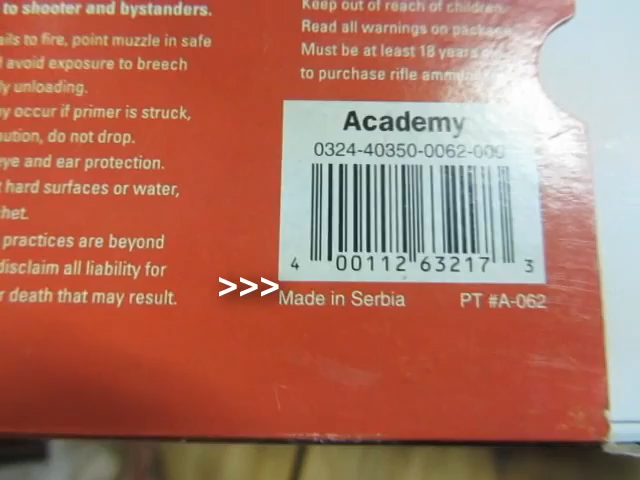 to shooter and bystanders.
ails to fire, point muzzle in safe
avoid exposure to breech
ly unloading.
y occur if primer is struck,
ution, do not drop.
eye and ear protection.
hard surfaces or water,
chet.
practices are beyond
disclaim all liability for
r death that may result.
Keep out of reach of children.
Read all warnings on package
Must be at least 18 years
to purchase rifle
Academy
0324-40350-0062-000
4 00112 63217 3
>>>Made in Serbia PT #A-062